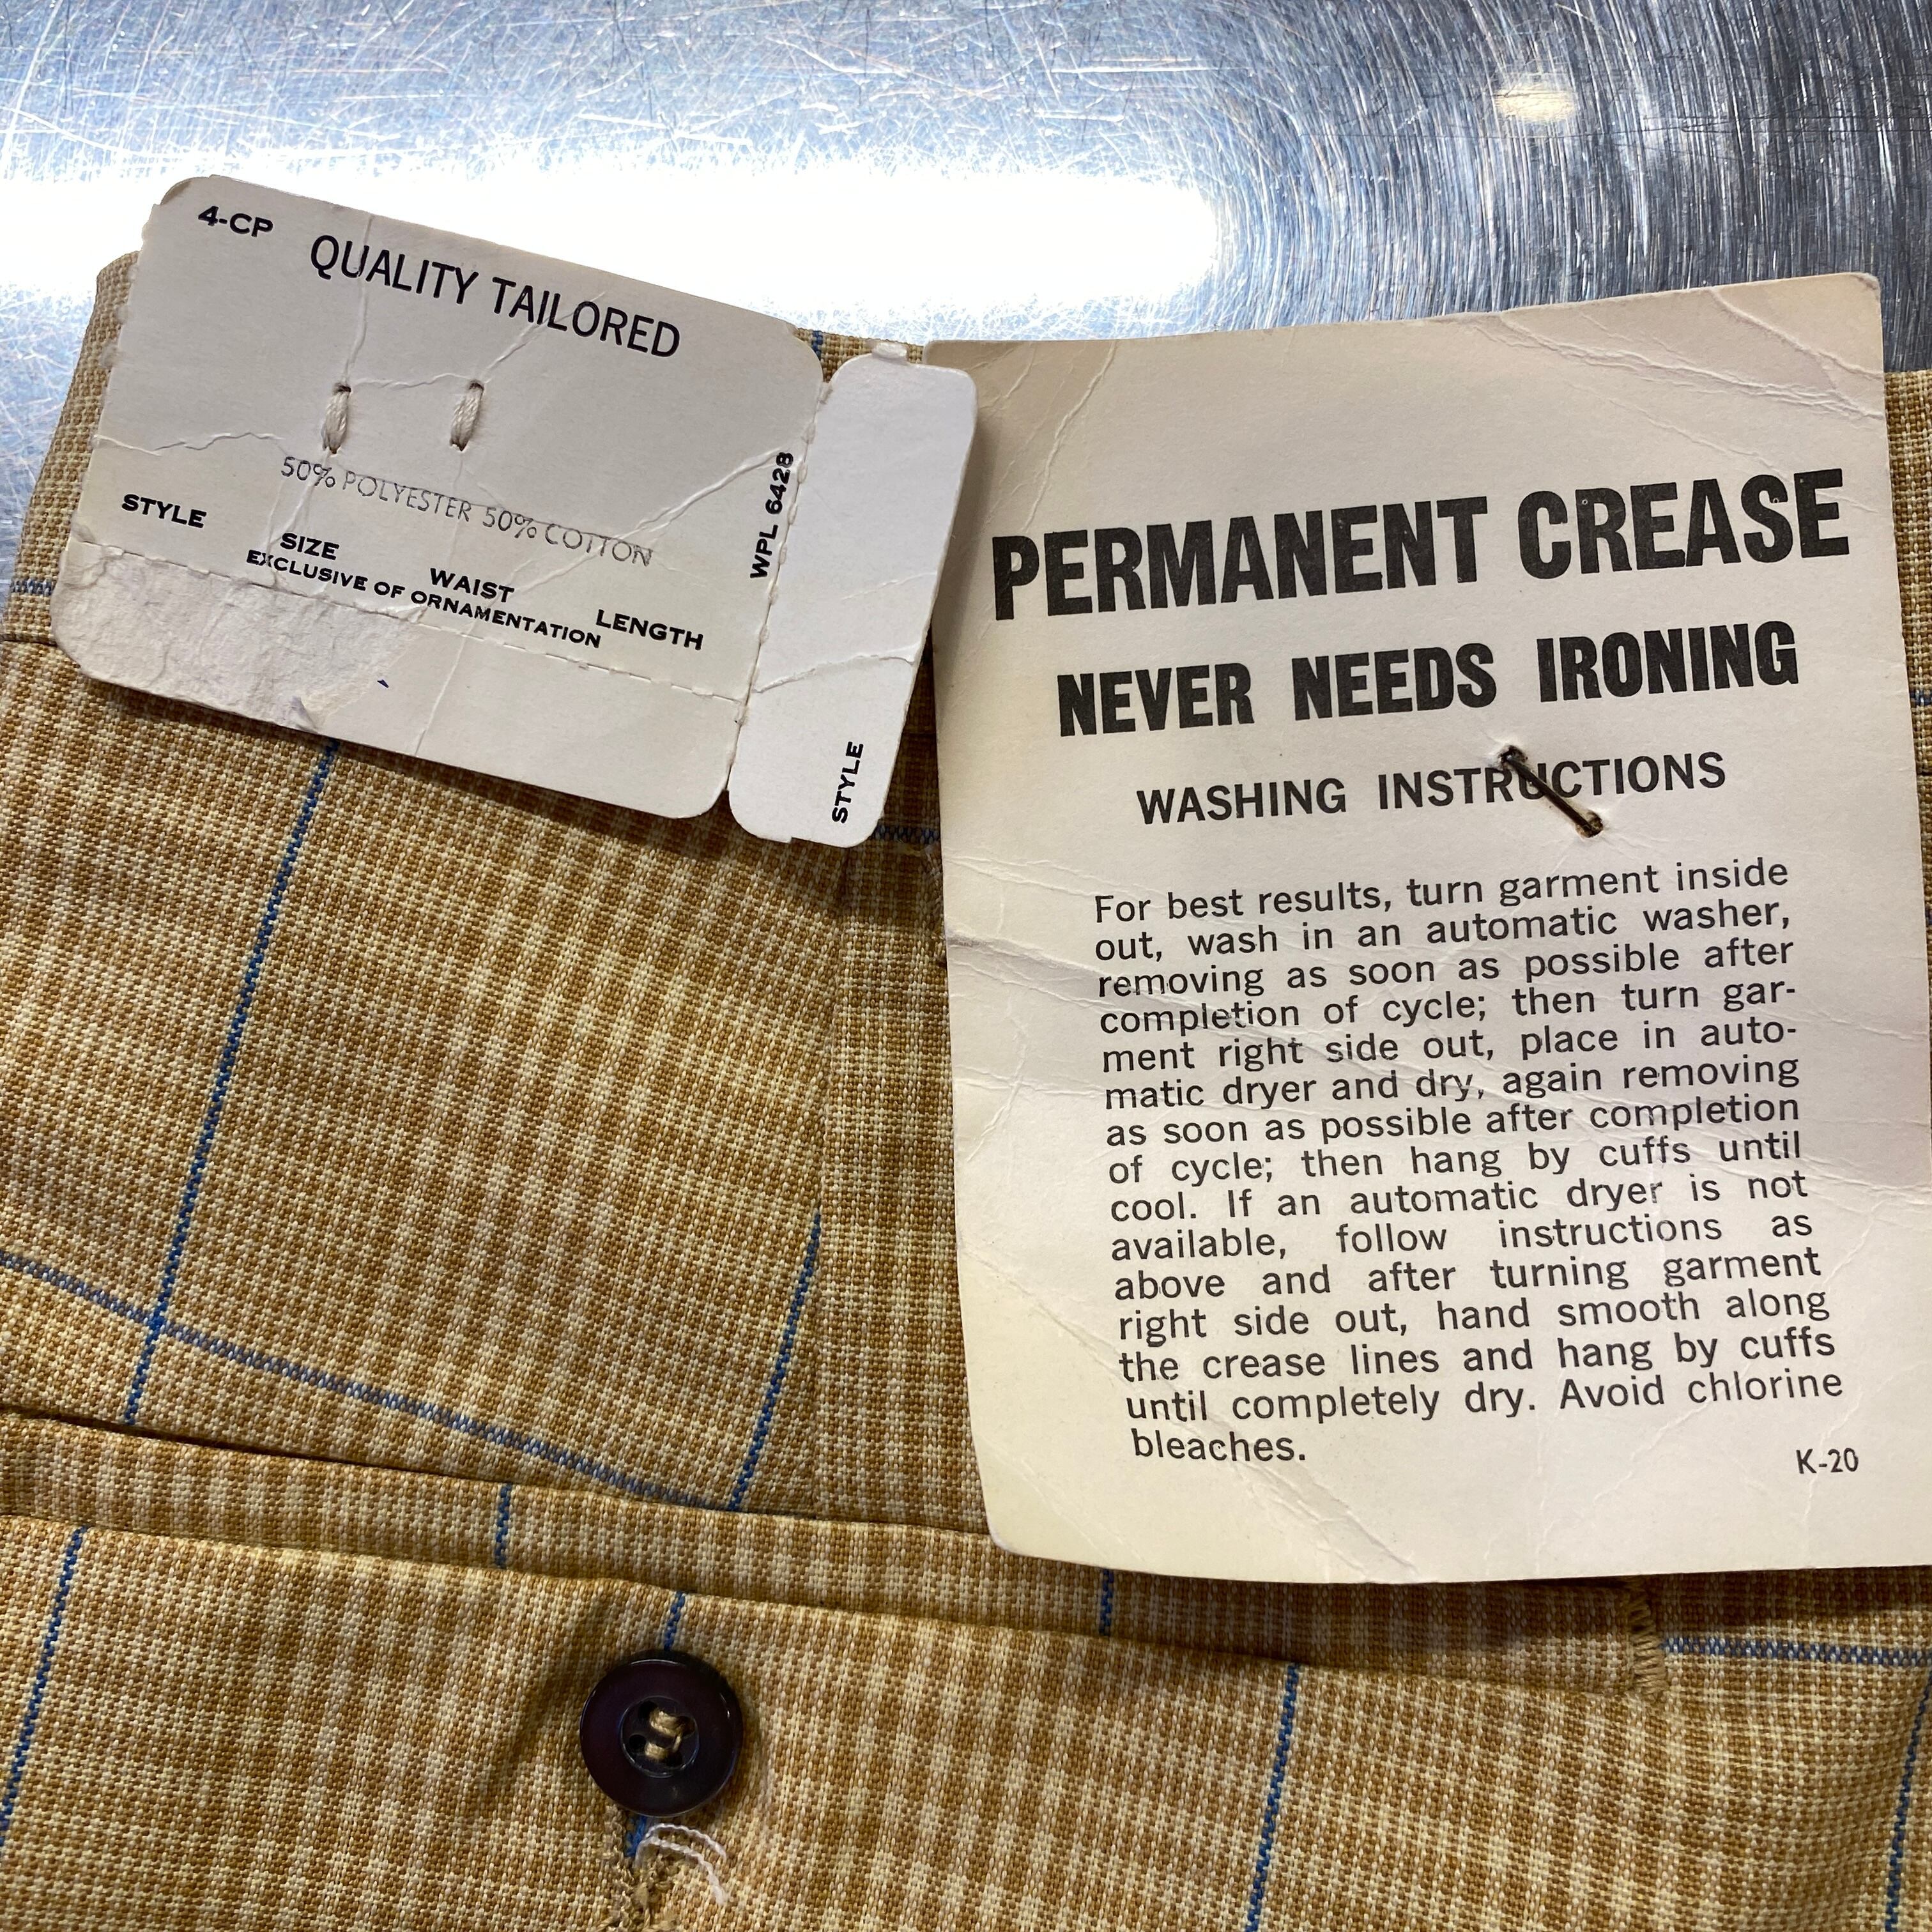 4-CP
QUALITY TAILORED
50% POLYESTER 50% COTTON
STYLE
SIZE
WAIST
LENGTH
EXCLUSIVE OF ORNAMENTATION
WPL 6428
STYLE
PERMANENT CREASE
NEVER NEEDS IRONING
WASHING INSTRUCTIONS
For best results, turn garment inside
out, wash in an automatic washer,
removing as soon as possible after
completion of cycle; then turn gar-
ment right side out, place in auto-
matic dryer and dry, again removing
as soon as possible after completion
of cycle; then hang by cuffs until
cool. If an automatic dryer is not
available, follow instructions as
above and after turning garment
right side out, hand smooth along
the crease lines and hang by cuffs
until completely dry. Avoid chlorine
bleaches.
K-20